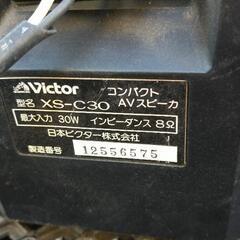 Victor コンパクト
型名 XS-C30 AVスピーカ
最大入力 30W インピーダンス 8Ω
日本ビクター株式会社
製造番号 12556575